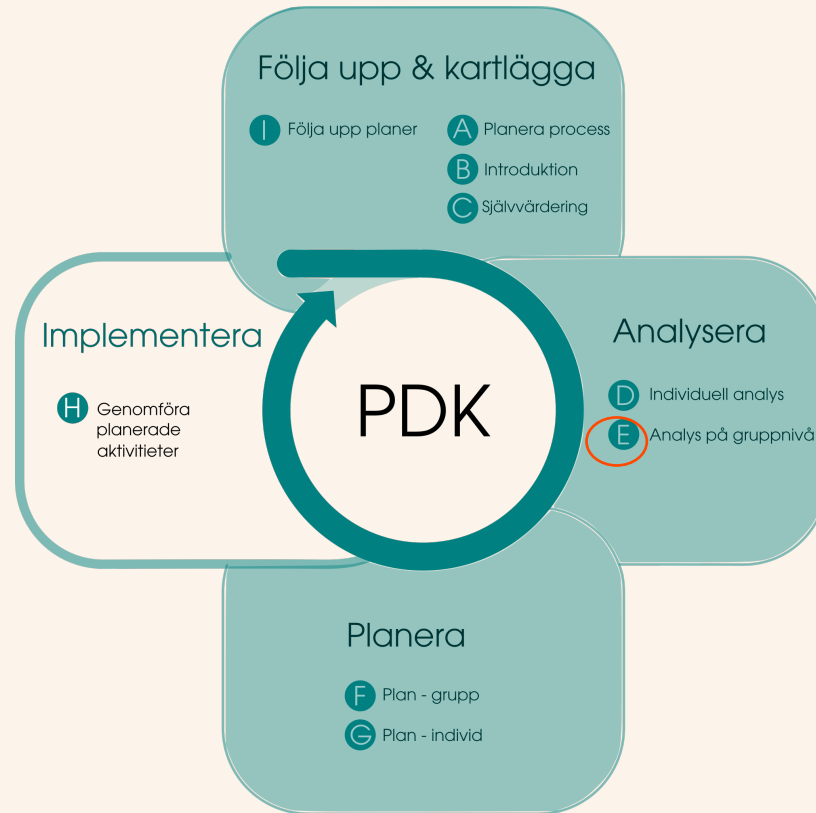 Följa upp & kartlägga
I Följa upp planer
A Planera process
B Introduktion
C Självvärdering
Analysera
D Individuell analys
E Analys på gruppnivå
Planera
F Plan - grupp
G Plan - individ
Implementera
H Genomföra
planerade
aktivitieter
PDK